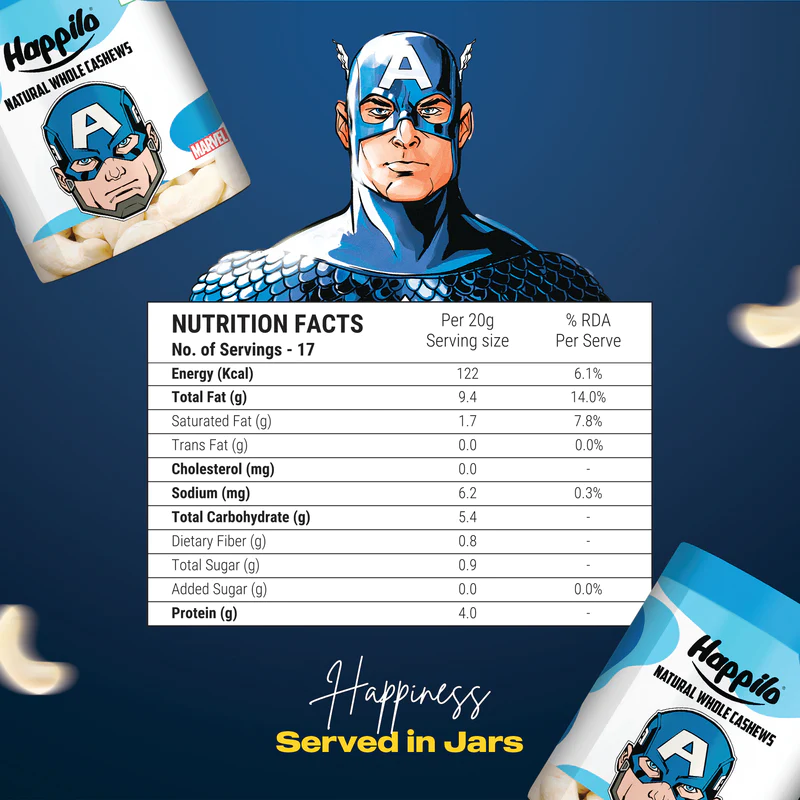 Happilo
NATURAL WHOLE CASHEWS
A
MARVEL
A
NUTRITION FACTS Per 20g % RDA
No. of Servings - 17 Serving size Per Serve
Energy (Kcal) 122 6.1%
Total Fat (g) 9.4 14.0%
Saturated Fat (g) 1.7 7.8%
Trans Fat (g) 0.0 0.0%
Cholesterol (mg) 0.0 -
Sodium (mg) 6.2 0.3%
Total Carbohydrate (g) 5.4 -
Dietary Fiber (g) 0.8 -
Total Sugar (g) 0.9 -
Added Sugar (g) 0.0 0.0%
Protein (g) 4.0 -
Happiness
Served in Jars
Happilo
NATURAL WHOLE CASHEWS
A